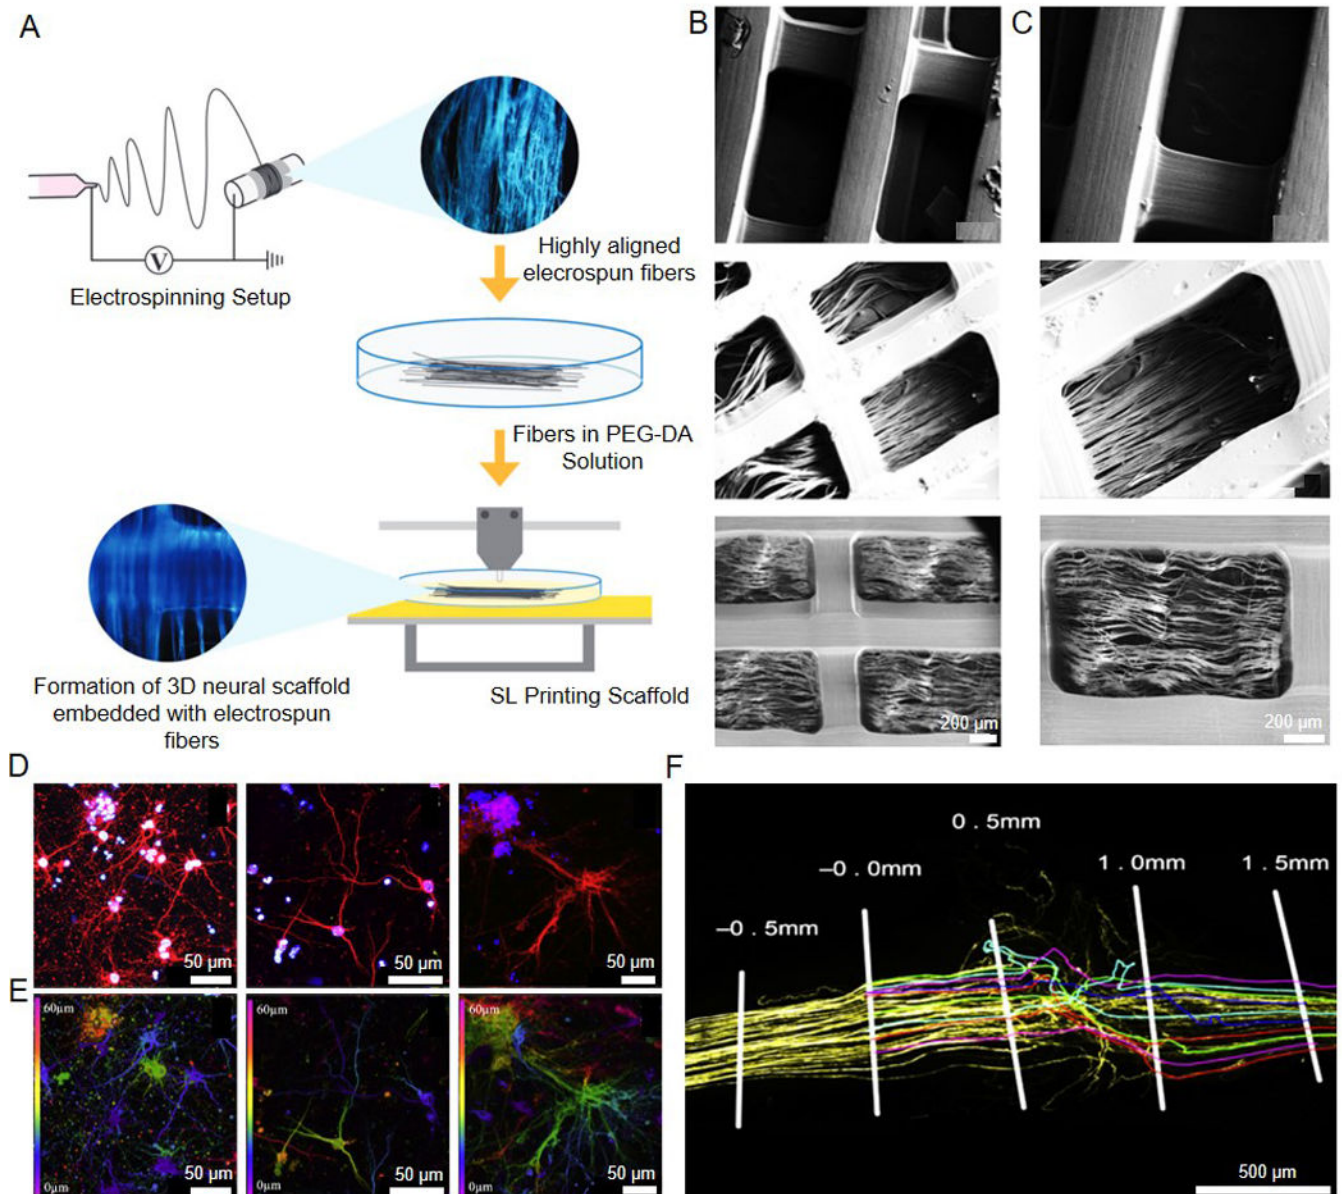 A
V
Electrospinning Setup
Highly aligned
elecrospun fibers
Fibers in PEG-DA
Solution
SL Printing Scaffold
Formation of 3D neural scaffold
embedded with electrospun
fibers
B
C
200 µm
200 µm
D
50 µm
50 µm
50 µm
E
60µm
0µm
50 µm
60µm
0µm
50 µm
60µm
0µm
50 µm
F
−0.5mm
−0.0mm
0.5mm
1.0mm
1.5mm
500 µm